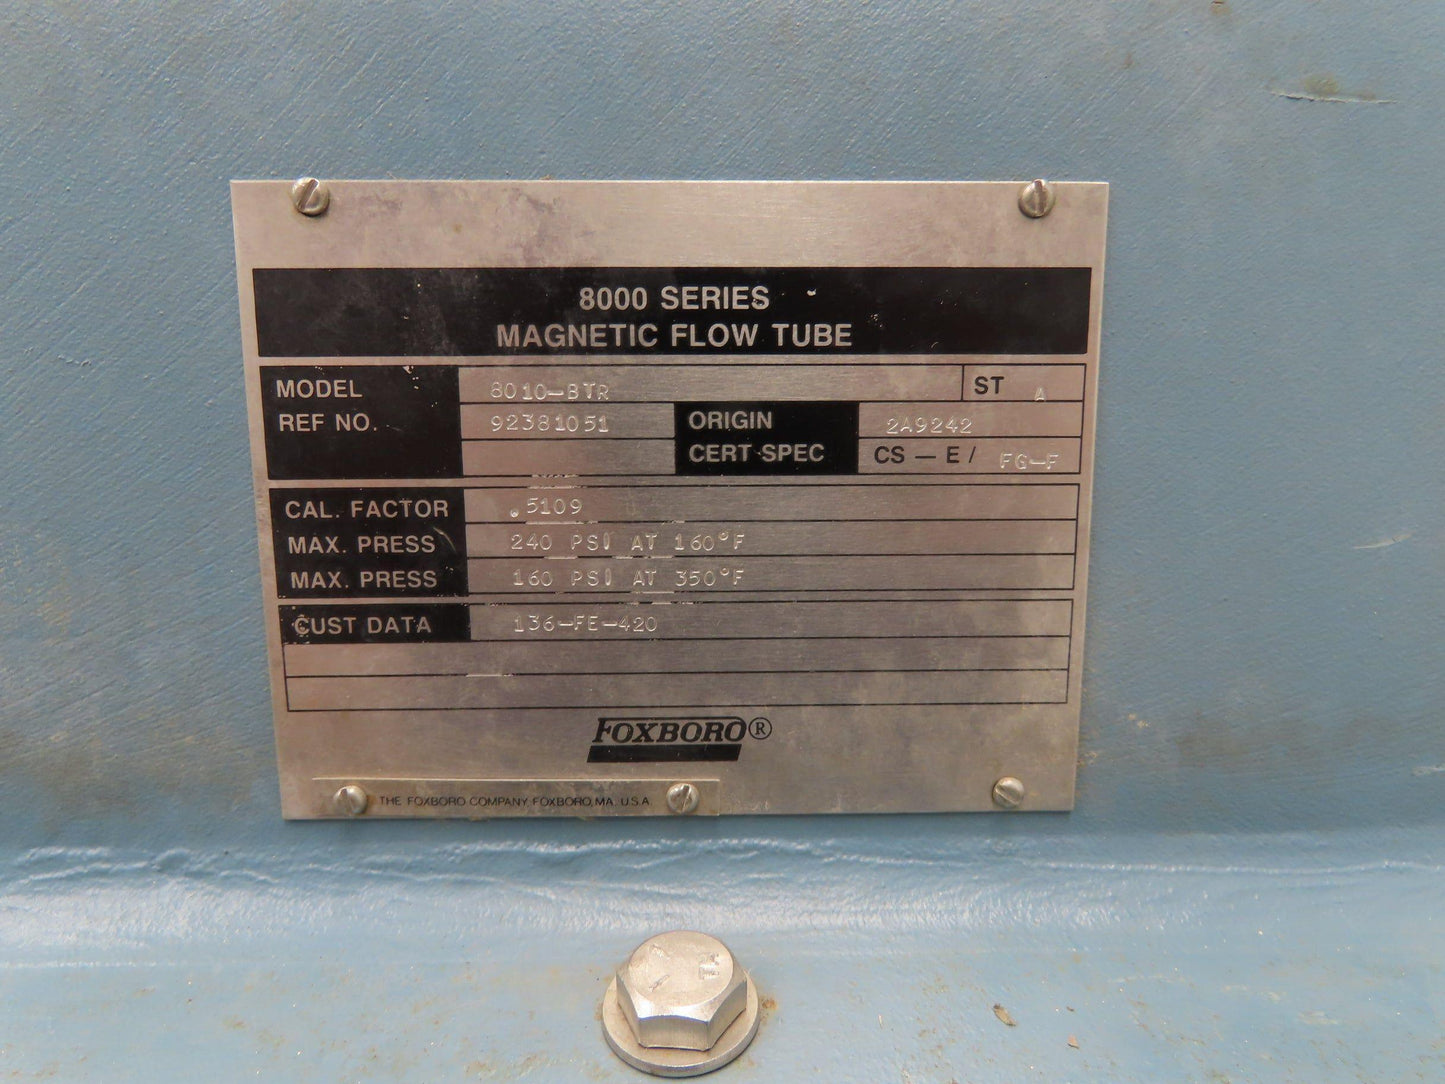 8000 SERIES
MAGNETIC FLOW TUBE
MODEL 8010-BTR ST A
REF NO. 92381051 ORIGIN 2A9242
CERT SPEC CS - E / FG-F
CAL. FACTOR .5109
MAX. PRESS 240 PSI AT 160°F
MAX. PRESS 160 PSI AT 350°F
CUST DATA 136-FE-420
FOXBORO®
THE FOXBORO COMPANY, FOXBORO, MA. U.S.A.